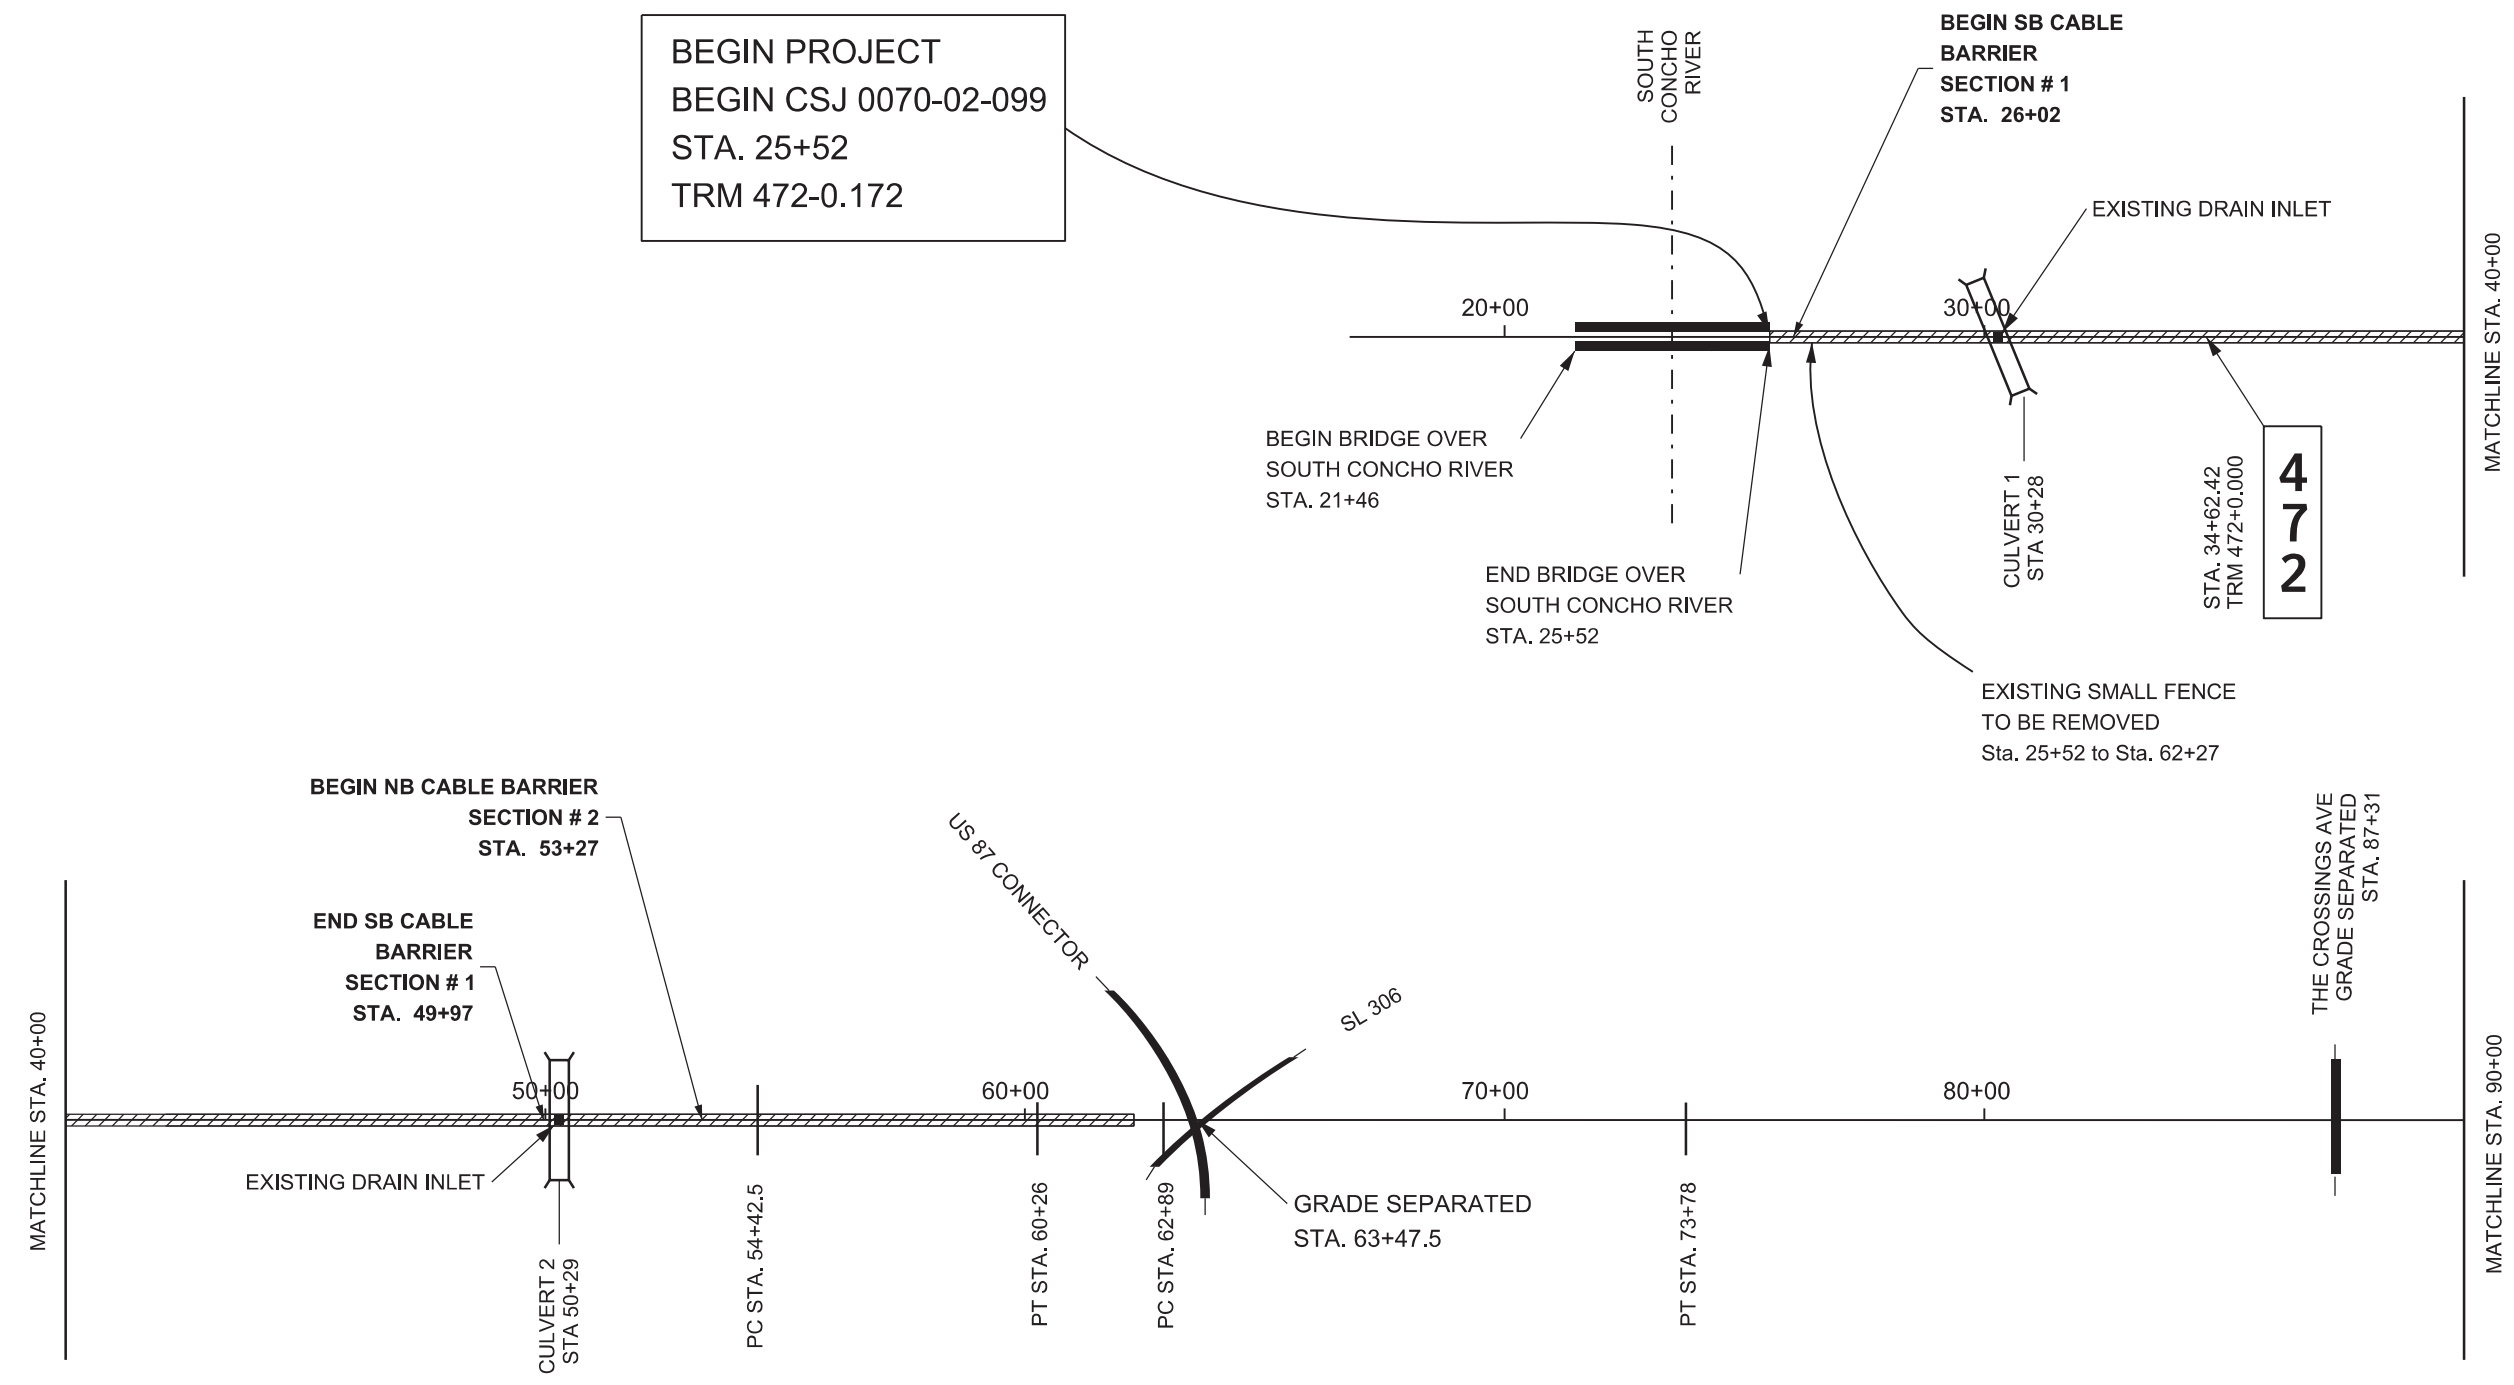 BEGIN PROJECT
BEGIN CSJ 0070-02-099
STA. 25+52
TRM 472-0.172
SOUTH
CONCHO
RIVER
BEGIN SB CABLE
BARRIER
SECTION # 1
STA. 26+02
EXISTING DRAIN INLET
20+00
30+00
MATCHLINE STA. 40+00
BEGIN BRIDGE OVER
SOUTH CONCHO RIVER
STA. 21+46
END BRIDGE OVER
SOUTH CONCHO RIVER
STA. 25+52
CULVERT 1
STA 30+28
STA. 34+62.42
TRM 472+0.000
4
7
2
EXISTING SMALL FENCE
TO BE REMOVED
Sta. 25+52 to Sta. 62+27
BEGIN NB CABLE BARRIER
SECTION # 2
STA. 53+27
END SB CABLE
BARRIER
SECTION # 1
STA. 49+97
US 87 CONNECTOR
SL 306
THE CROSSINGS AVE
GRADE SEPARATED
STA. 87+31
MATCHLINE STA. 40+00
50+00
60+00
70+00
80+00
EXISTING DRAIN INLET
CULVERT 2
STA 50+29
PC STA. 54+42.5
PT STA. 60+26
PC STA. 62+89
GRADE SEPARATED
STA. 63+47.5
PT STA. 73+78
MATCHLINE STA. 90+00